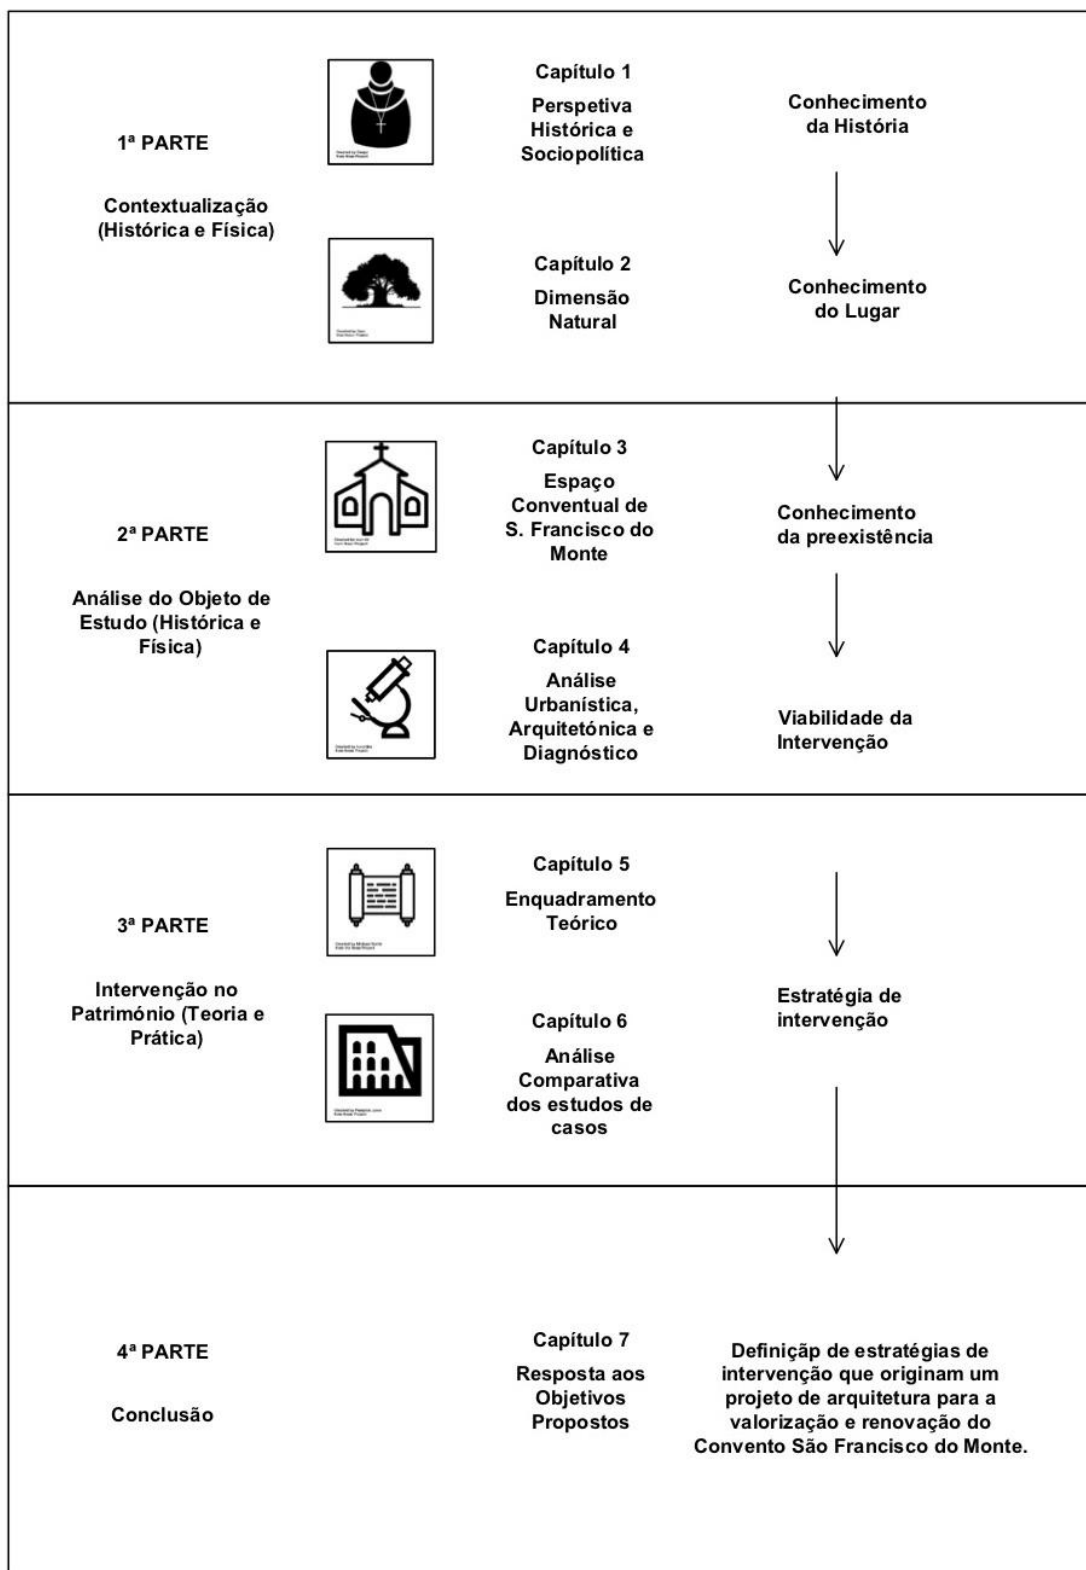 1ª PARTE
Contextualização
(Histórica e Física)
Capítulo 1
Perspetiva
Histórica e
Sociopolítica
Conhecimento
da História
Capítulo 2
Dimensão
Natural
Conhecimento
do Lugar
2ª PARTE
Análise do Objeto de
Estudo (Histórica e
Física)
Capítulo 3
Espaço
Conventual de
S. Francisco do
Monte
Conhecimento
da preexistência
Capítulo 4
Análise
Urbanística,
Arquitetónica e
Diagnóstico
Viabilidade da
Intervenção
3ª PARTE
Intervenção no
Património (Teoria e
Prática)
Capítulo 5
Enquadramento
Teórico
Capítulo 6
Análise
Comparativa
dos estudos de
casos
Estratégia de
intervenção
4ª PARTE
Conclusão
Capítulo 7
Resposta aos
Objetivos
Propostos
Definiçãp de estratégias de
intervenção que originam um
projeto de arquitetura para a
valorização e renovação do
Convento São Francisco do Monte.